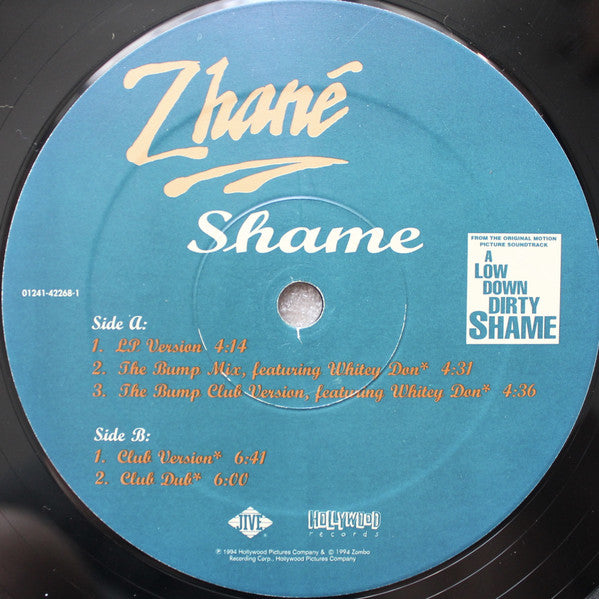 Zhané
Shame
FROM THE ORIGINAL MOTION
PICTURE SOUNDTRACK
A
LOW
DOWN
DIRTY
SHAME
01241-42268-1
Side A:
1. LP Version 4:14
2. The Bump Mix, featuring Whitey Don* 4:31
3. The Bump Club Version, featuring Whitey Don* 4:36
Side B:
1. Club Version* 6:41
2. Club Dub* 6:00
JIVE
HOLLYWOOD
records
℗ 1994 Hollywood Pictures Company & © 1994 Zomba
Recording Corp., Hollywood Pictures Company